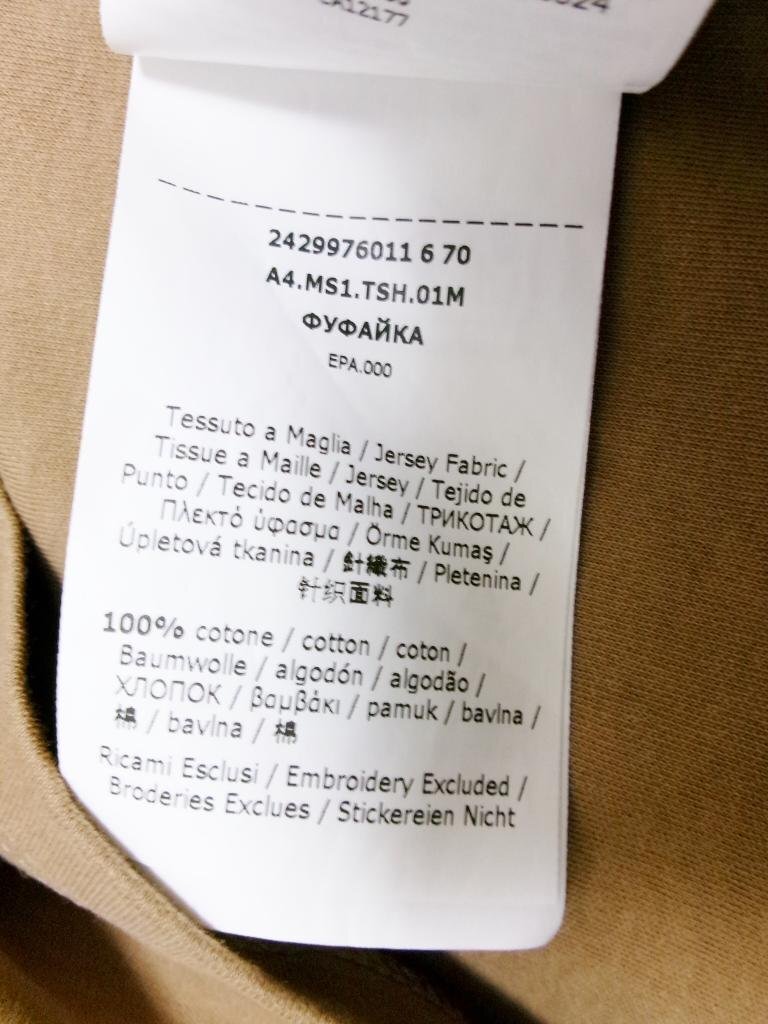 CA12177
2429976011 6 70
A4.MS1.TSH.01M
ФУФАЙКА
EPA.000
Tessuto a Maglia / Jersey Fabric /
Tissue a Maille / Jersey / Tejido de
Punto / Tecido de Malha / ТРИКОТАЖ /
Πλεκτό ύφασμα / Örme Kumaş /
Úpletová tkanina / 針織布 / Pletenina /
针织面料
100% cotone / cotton / coton /
Baumwolle / algodón / algodão /
ХЛОПОК / βαμβάκι / pamuk / bavlna /
棉 / bavlna / 棉
Ricami Esclusi / Embroidery Excluded /
Broderies Exclues / Stickereien Nicht